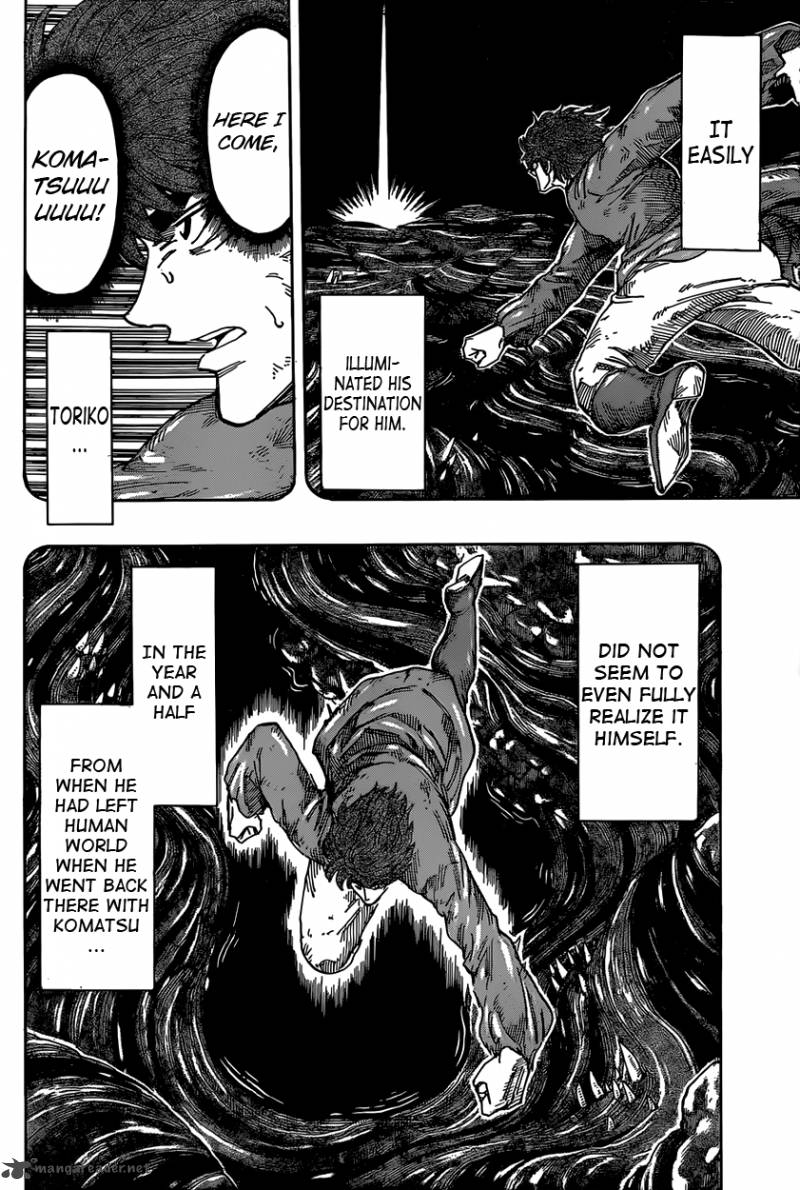 IT
EASILY
ILLUMI-
NATED HIS
DESTINATION
FOR HIM.
HERE I
COME,
KOMA-
TSUUU
UUUUU!
TORIKO
...
DID NOT
SEEM TO
EVEN FULLY
REALIZE IT
HIMSELF.
IN THE
YEAR
AND A
HALF
FROM
WHEN HE
HAD LEFT
HUMAN
WORLD
WHEN HE
WENT BACK
THERE WITH
KOMATSU
...
mangareader.net